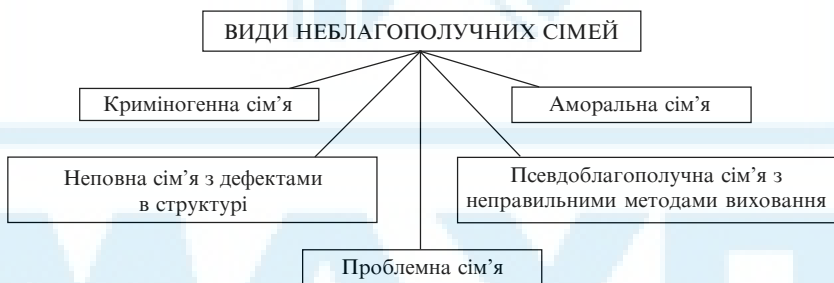 ВИДИ НЕБЛАГОПОЛУЧНИХ СІМЕЙ
Криміногенна сім’я
Аморальна сім’я
Неповна сім’я з дефектами
в структурі
Псевдоблагополучна сім’я з
неправильними методами виховання
Проблемна сім’я